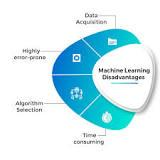 Data
Acquisition
Highly
error-prone
Machine Learning
Disadvantages
Algorithm
Selection
Time
consuming